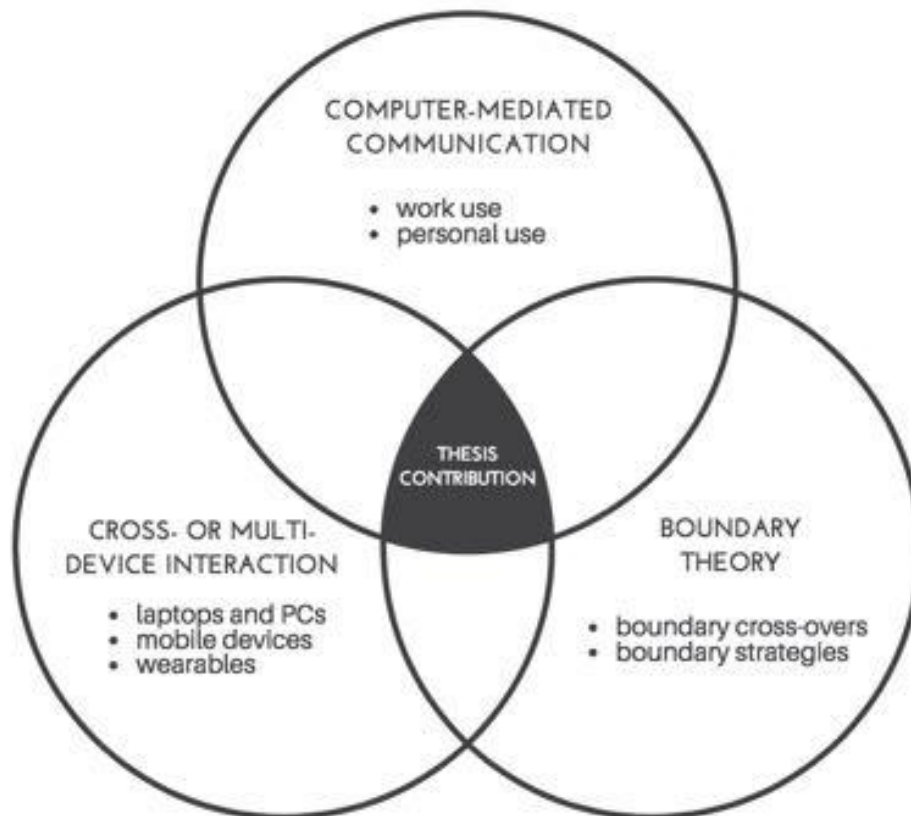 COMPUTER-MEDIATED
COMMUNICATION
• work use
• personal use
THESIS
CONTRIBUTION
CROSS- OR MULTI-
DEVICE INTERACTION
• laptops and PCs
• mobile devices
• wearables
BOUNDARY
THEORY
• boundary cross-overs
• boundary strategies